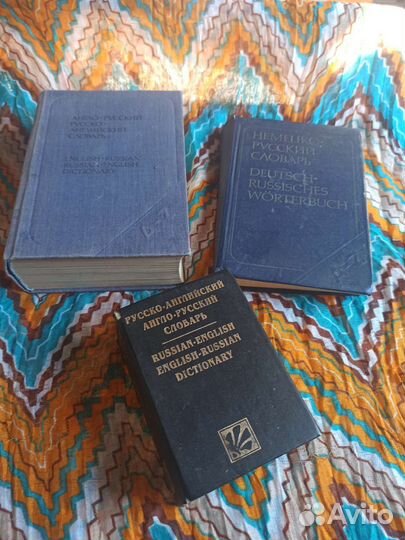 АНГЛО-РУССКИЙ
РУССКО-
АНГЛИЙСКИЙ
СЛОВАРЬ
ENGLISH-RUSSIAN
RUSSIAN-ENGLISH
DICTIONARY
НЕМЕЦКО-
РУССКИЙ
СЛОВАРЬ
DEUTSCH-
RUSSISCHES
WÖRTERBUCH
РУССКО-АНГЛИЙСКИЙ
АНГЛО-РУССКИЙ
СЛОВАРЬ
RUSSIAN-ENGLISH
ENGLISH-RUSSIAN
DICTIONARY
Avito